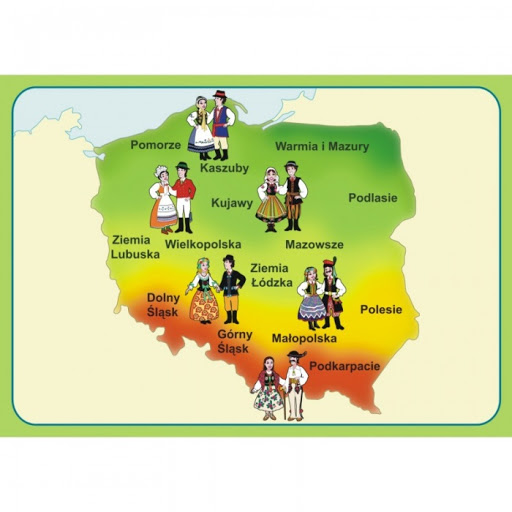 Pomorze
Warmia i Mazury
Kaszuby
Podlasie
Kujawy
Ziemia
Lubuska
Wielkopolska
Mazowsze
Ziemia
Łódzka
Dolny
Śląsk
Polesie
Górny
Śląsk
Małopolska
Podkarpacie